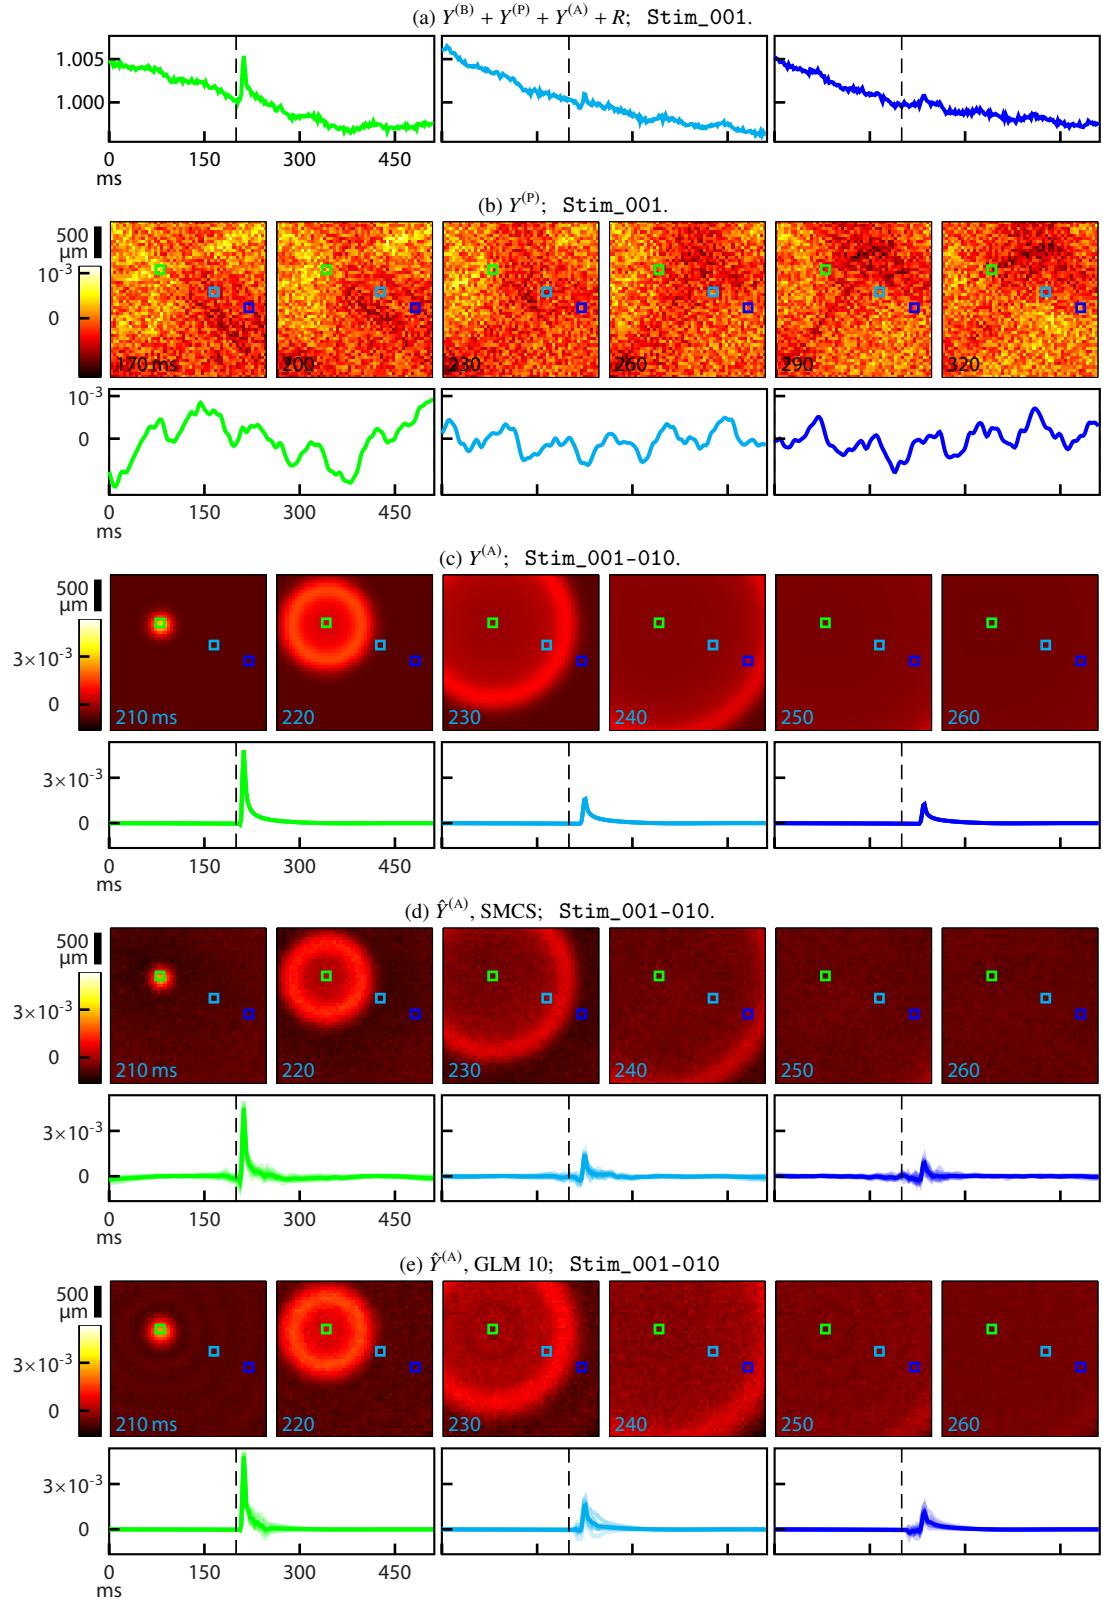 (a) Y^(B) + Y^(P) + Y^(A) + R; Stim_001.
1.005
1.000
0 150 300 450
ms
(b) Y^(P); Stim_001.
500
μm
10^-3
0
170 ms 200 230 260 290 320
10^-3
0
0 150 300 450
ms
(c) Y^(A); Stim_001-010.
500
μm
3×10^-3
0
210 ms 220 230 240 250 260
3×10^-3
0
0 150 300 450
ms
(d) Ŷ^(A), SMCS; Stim_001-010.
500
μm
3×10^-3
0
210 ms 220 230 240 250 260
3×10^-3
0
0 150 300 450
ms
(e) Ŷ^(A), GLM 10; Stim_001-010
500
μm
3×10^-3
0
210 ms 220 230 240 250 260
3×10^-3
0
0 150 300 450
ms